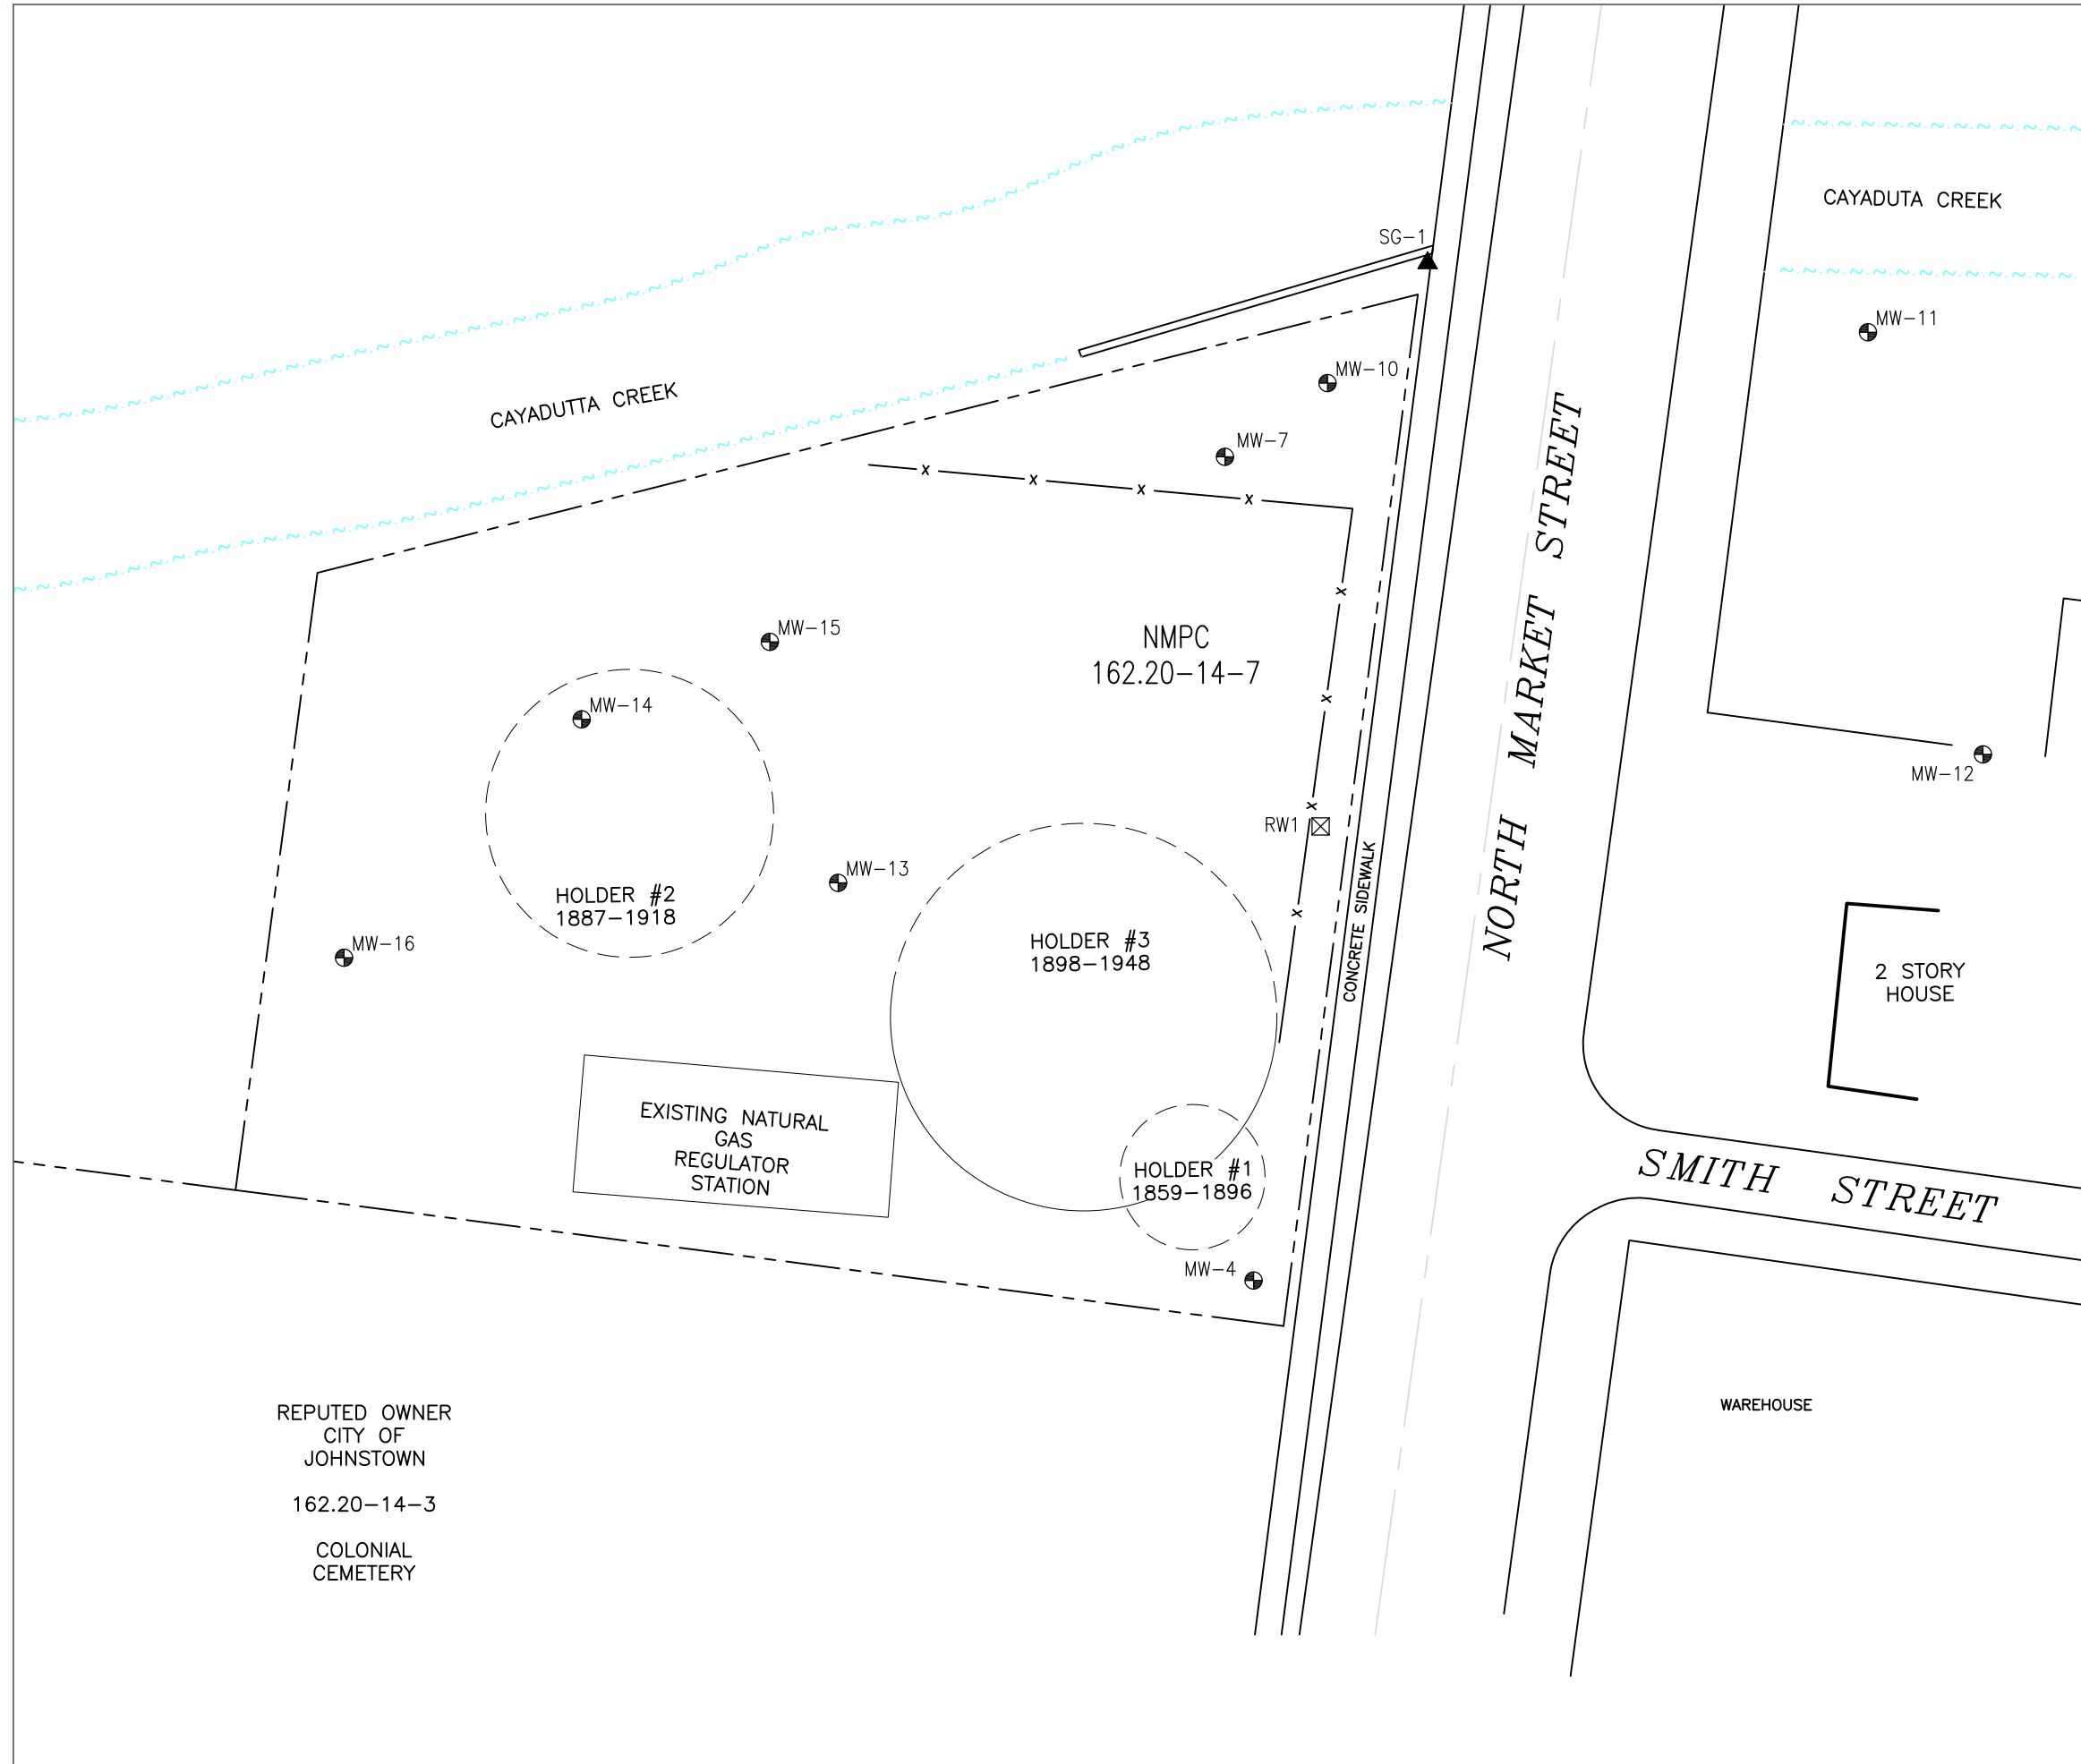 CAYADUTA CREEK
SG-1
MW-11
MW-10
CAYADUTTA CREEK
MW-7
NORTH MARKET STREET
MW-15
NMPC
162.20-14-7
MW-14
MW-12
RW1
CONCRETE SIDEWALK
MW-13
HOLDER #2
1887-1918
MW-16
HOLDER #3
1898-1948
2 STORY
HOUSE
EXISTING NATURAL
GAS
REGULATOR
STATION
HOLDER #1
1859-1896
SMITH STREET
MW-4
REPUTED OWNER
CITY OF
JOHNSTOWN
162.20-14-3
COLONIAL
CEMETERY
WAREHOUSE